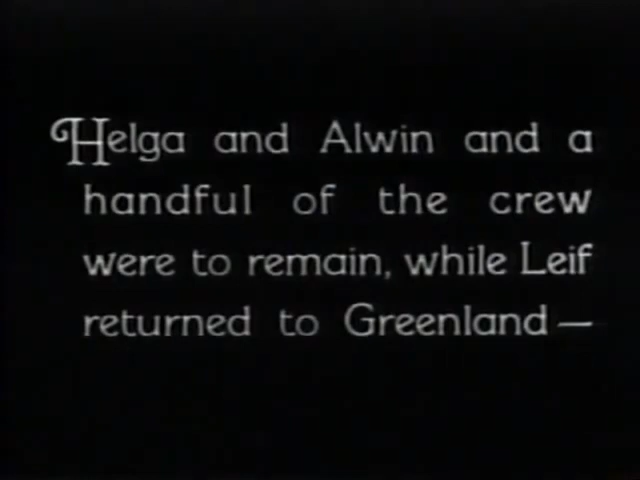 Helga and Alwin and a
handful of the crew
were to remain, while Leif
returned to Greenland —